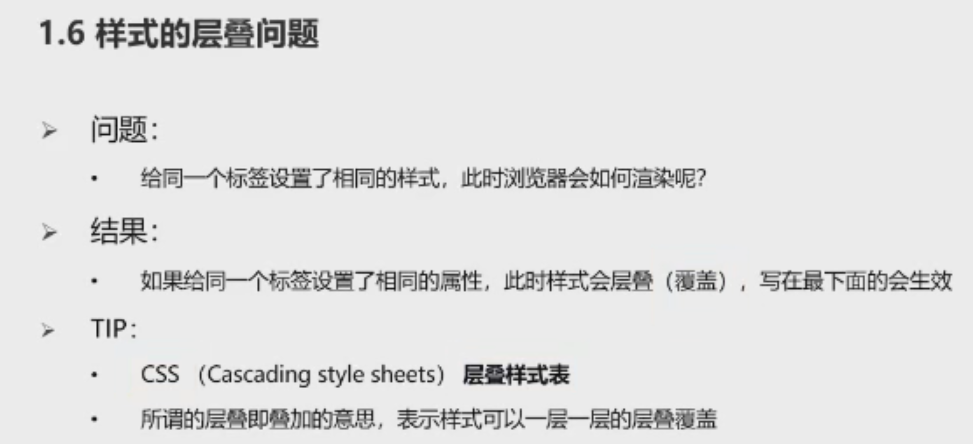 1.6 样式的层叠问题
➢ 问题：
• 给同一个标签设置了相同的样式，此时浏览器会如何渲染呢？
➢ 结果：
• 如果给同一个标签设置了相同的属性，此时样式会层叠（覆盖），写在最下面的会生效
➢ TIP：
• CSS （Cascading style sheets） 层叠样式表
• 所谓的层叠即叠加的意思，表示样式可以一层一层的层叠覆盖